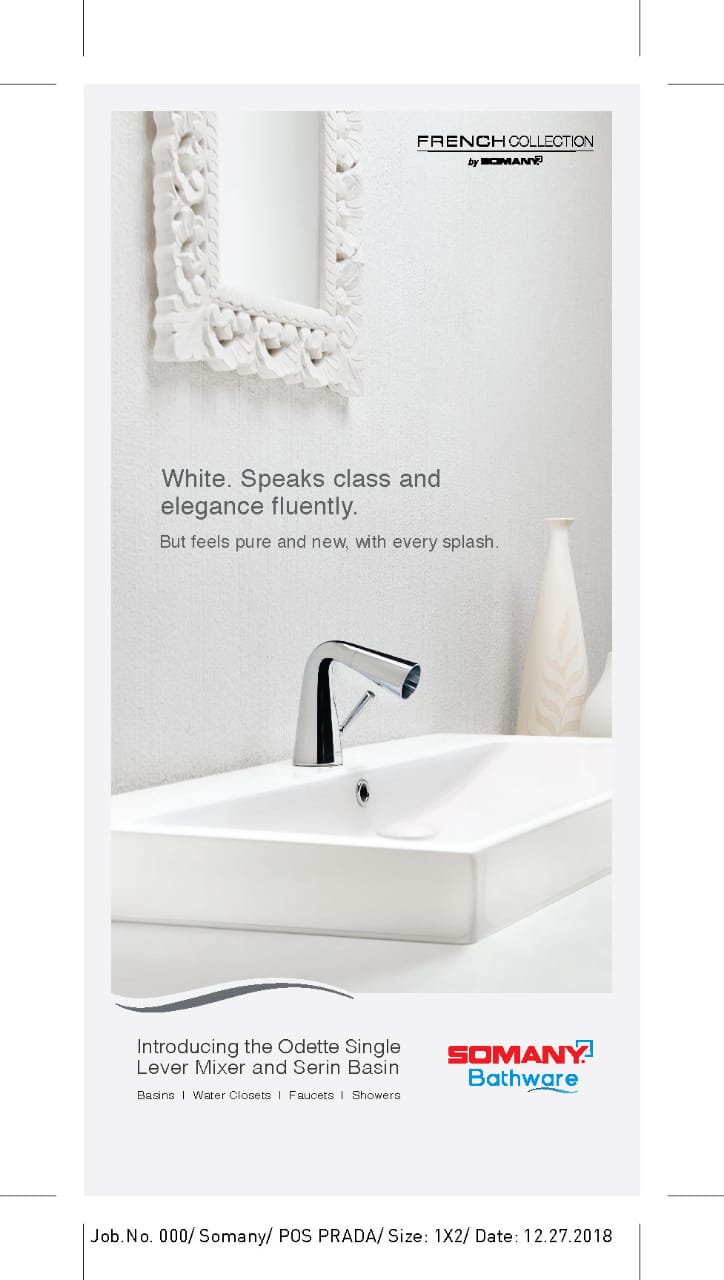 FRENCH COLLECTION
by SOMANY
White. Speaks class and
elegance fluently.
But feels pure and new, with every splash.
Introducing the Odette Single
Lever Mixer and Serin Basin
Basins I Water Closets I Faucets I Showers
SOMANY
Bathware
Job.No. 000/ Somany/ POS PRADA/ Size: 1X2/ Date: 12.27.2018